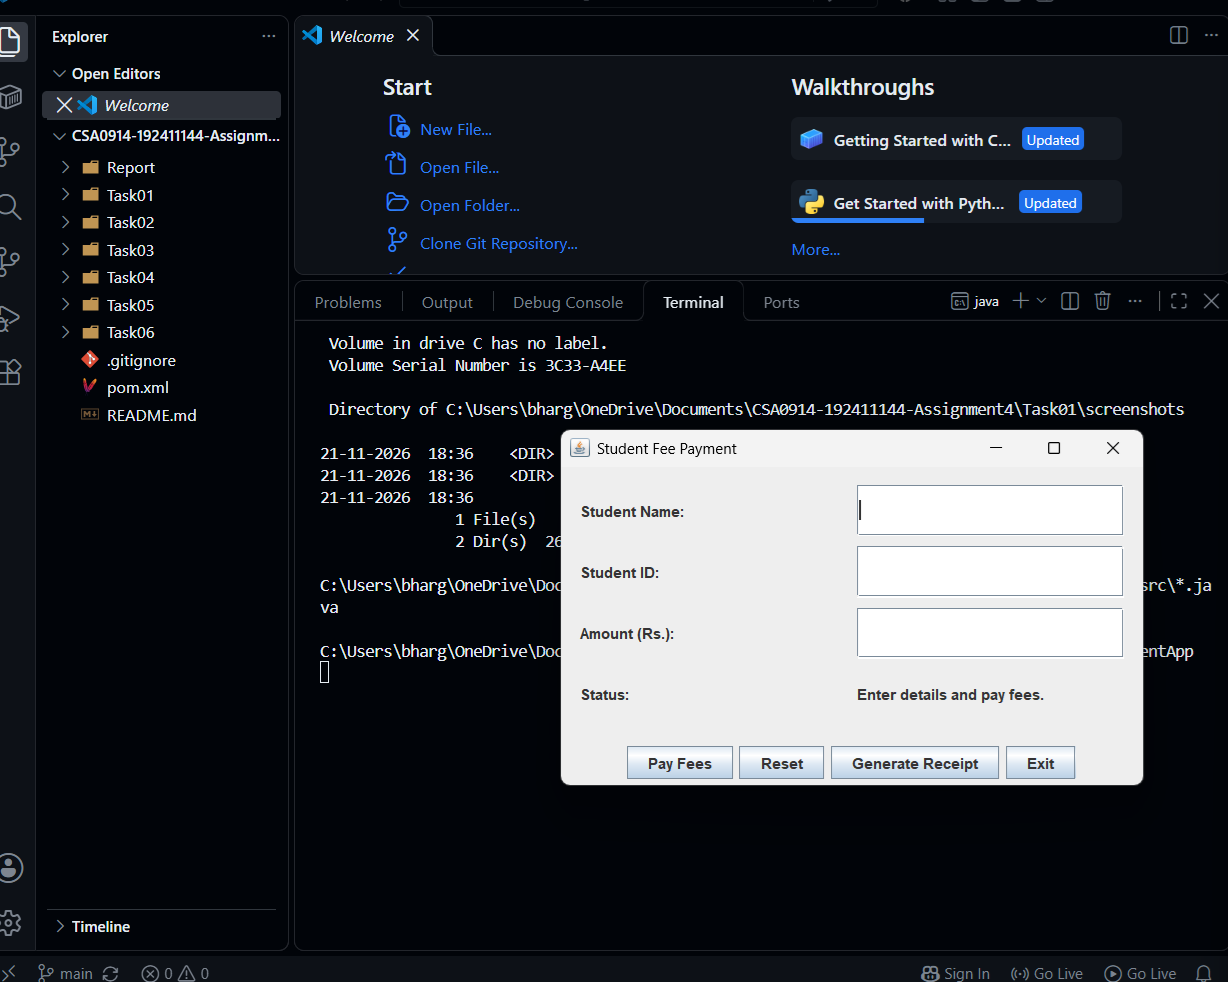 Explorer
Open Editors
Welcome
CSA0914-192411144-Assignm...
Report
Task01
Task02
Task03
Task04
Task05
Task06
.gitignore
pom.xml
README.md
Timeline
Welcome
Start
New File...
Open File...
Open Folder...
Clone Git Repository...
Walkthroughs
Getting Started with C... Updated
Get Started with Pyth... Updated
More...
Problems Output Debug Console Terminal Ports java
Volume in drive C has no label.
Volume Serial Number is 3C33-A4EE
Directory of C:\Users\bharg\OneDrive\Documents\CSA0914-192411144-Assignment4\Task01\screenshots
21-11-2026 18:36 <DIR>
21-11-2026 18:36 <DIR>
21-11-2026 18:36
1 File(s)
2 Dir(s) 26
C:\Users\bharg\OneDrive\Doc src\*.ja
va
C:\Users\bharg\OneDrive\Doc entApp
Student Fee Payment
Student Name:
Student ID:
Amount (Rs.):
Status: Enter details and pay fees.
Pay Fees Reset Generate Receipt Exit
main 0 0 Sign In Go Live Go Live